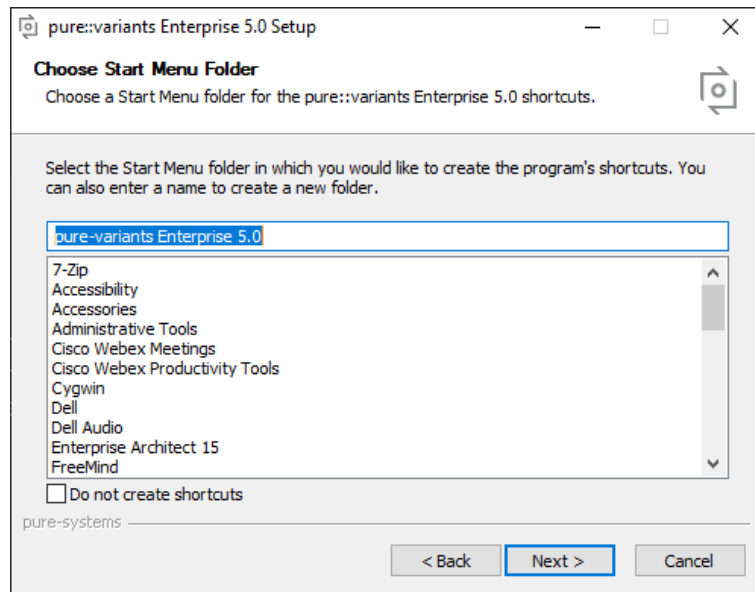 pure::variants Enterprise 5.0 Setup
Choose Start Menu Folder
Choose a Start Menu folder for the pure::variants Enterprise 5.0 shortcuts.
Select the Start Menu folder in which you would like to create the program's shortcuts. You
can also enter a name to create a new folder.
pure-variants Enterprise 5.0
7-Zip
Accessibility
Accessories
Administrative Tools
Cisco Webex Meetings
Cisco Webex Productivity Tools
Cygwin
Dell
Dell Audio
Enterprise Architect 15
FreeMind
Do not create shortcuts
pure-systems
< Back Next > Cancel